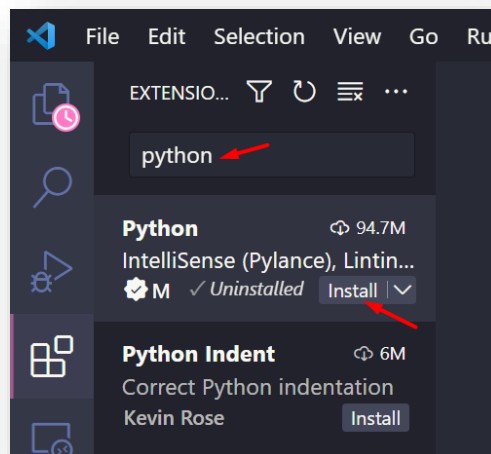 File Edit Selection View Go Ru
EXTENSIO...
python
Python 94.7M
IntelliSense (Pylance), Lintin...
M ✓ Uninstalled Install
Python Indent 6M
Correct Python indentation
Kevin Rose Install